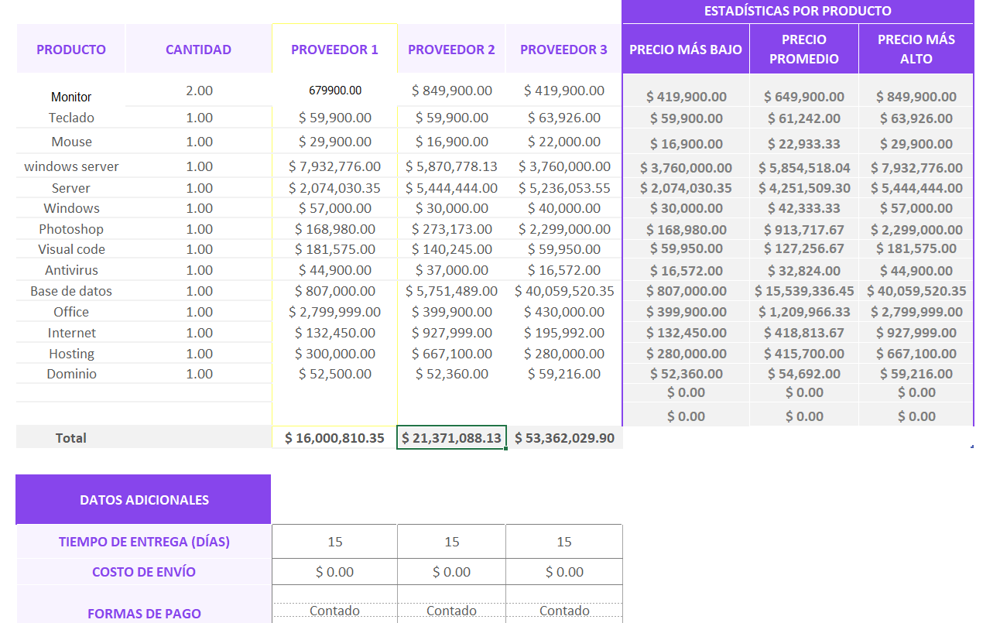 ESTADÍSTICAS POR PRODUCTO
PRODUCTO CANTIDAD PROVEEDOR 1 PROVEEDOR 2 PROVEEDOR 3 PRECIO MÁS BAJO PRECIO PROMEDIO PRECIO MÁS ALTO
Monitor 2.00 679900.00 $ 849,900.00 $ 419,900.00 $ 419,900.00 $ 649,900.00 $ 849,900.00
Teclado 1.00 $ 59,900.00 $ 59,900.00 $ 63,926.00 $ 59,900.00 $ 61,242.00 $ 63,926.00
Mouse 1.00 $ 29,900.00 $ 16,900.00 $ 22,000.00 $ 16,900.00 $ 22,933.33 $ 29,900.00
windows server 1.00 $ 7,932,776.00 $ 5,870,778.13 $ 3,760,000.00 $ 3,760,000.00 $ 5,854,518.04 $ 7,932,776.00
Server 1.00 $ 2,074,030.35 $ 5,444,444.00 $ 5,236,053.55 $ 2,074,030.35 $ 4,251,509.30 $ 5,444,444.00
Windows 1.00 $ 57,000.00 $ 30,000.00 $ 40,000.00 $ 30,000.00 $ 42,333.33 $ 57,000.00
Photoshop 1.00 $ 168,980.00 $ 273,173.00 $ 2,299,000.00 $ 168,980.00 $ 913,717.67 $ 2,299,000.00
Visual code 1.00 $ 181,575.00 $ 140,245.00 $ 59,950.00 $ 59,950.00 $ 127,256.67 $ 181,575.00
Antivirus 1.00 $ 44,900.00 $ 37,000.00 $ 16,572.00 $ 16,572.00 $ 32,824.00 $ 44,900.00
Base de datos 1.00 $ 807,000.00 $ 5,751,489.00 $ 40,059,520.35 $ 807,000.00 $ 15,539,336.45 $ 40,059,520.35
Office 1.00 $ 2,799,999.00 $ 399,900.00 $ 430,000.00 $ 399,900.00 $ 1,209,966.33 $ 2,799,999.00
Internet 1.00 $ 132,450.00 $ 927,999.00 $ 195,992.00 $ 132,450.00 $ 418,813.67 $ 927,999.00
Hosting 1.00 $ 300,000.00 $ 667,100.00 $ 280,000.00 $ 280,000.00 $ 415,700.00 $ 667,100.00
Dominio 1.00 $ 52,500.00 $ 52,360.00 $ 59,216.00 $ 52,360.00 $ 54,692.00 $ 59,216.00
$ 0.00 $ 0.00 $ 0.00
$ 0.00 $ 0.00 $ 0.00
Total $ 16,000,810.35 $ 21,371,088.13 $ 53,362,029.90
DATOS ADICIONALES
TIEMPO DE ENTREGA (DÍAS) 15 15 15
COSTO DE ENVÍO $ 0.00 $ 0.00 $ 0.00
FORMAS DE PAGO Contado Contado Contado